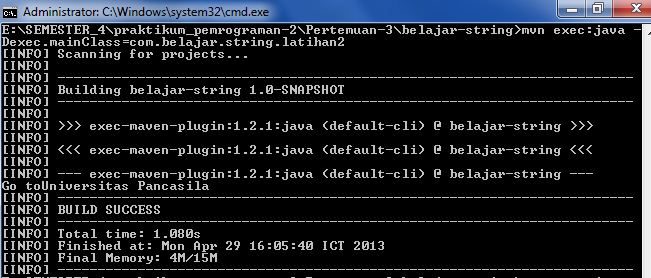 Administrator: C:\Windows\system32\cmd.exe
E:\SEMESTER_4\praktikum_pemrograman-2\Pertemuan-3\belajar-string>mvn exec:java -
Dexec.mainClass=com.belajar.string.latihan2
[INFO] Scanning for projects...
[INFO]
[INFO] ------------------------------------------------------------------------
[INFO] Building belajar-string 1.0-SNAPSHOT
[INFO] ------------------------------------------------------------------------
[INFO]
[INFO] >>> exec-maven-plugin:1.2.1:java (default-cli) @ belajar-string >>>
[INFO]
[INFO] <<< exec-maven-plugin:1.2.1:java (default-cli) @ belajar-string <<<
[INFO]
[INFO] --- exec-maven-plugin:1.2.1:java (default-cli) @ belajar-string ---
Go toUniversitas Pancasila
[INFO] ------------------------------------------------------------------------
[INFO] BUILD SUCCESS
[INFO] ------------------------------------------------------------------------
[INFO] Total time: 1.080s
[INFO] Finished at: Mon Apr 29 16:05:40 ICT 2013
[INFO] Final Memory: 4M/15M
[INFO] ------------------------------------------------------------------------